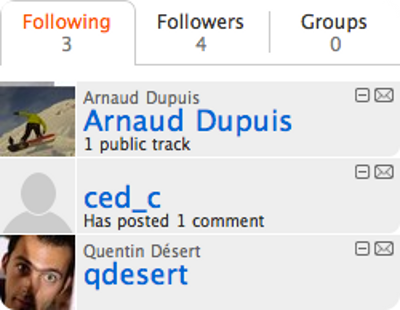 Following Followers Groups
3 4 0
Arnaud Dupuis
Arnaud Dupuis
1 public track
ced_c
Has posted 1 comment
Quentin Désert
qdesert